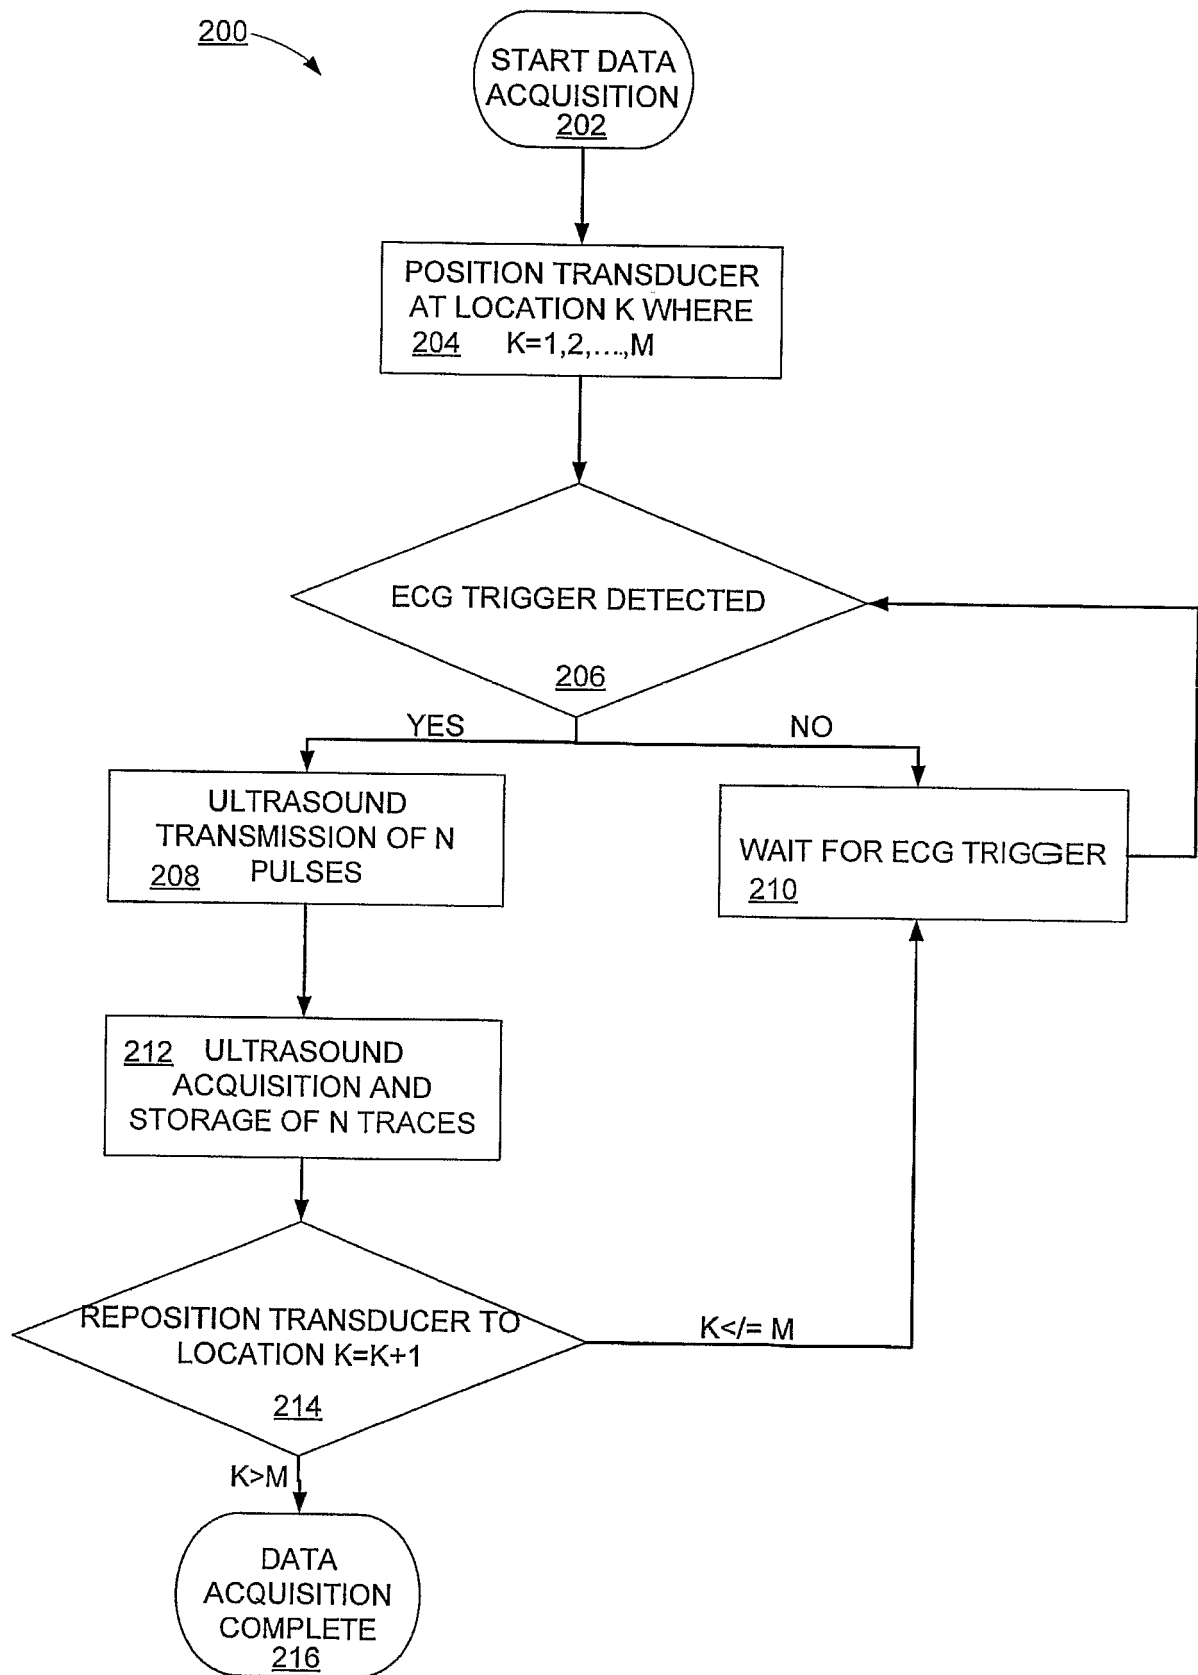 200
START DATA
ACQUISITION
202
POSITION TRANSDUCER
AT LOCATION K WHERE
204 K=1,2,....,M
ECG TRIGGER DETECTED
206
YES
NO
ULTRASOUND
TRANSMISSION OF N
208 PULSES
WAIT FOR ECG TRIGGER
210
212 ULTRASOUND
ACQUISITION AND
STORAGE OF N TRACES
REPOSITION TRANSDUCER TO
LOCATION K=K+1
214
K</= M
K>M
DATA
ACQUISITION
COMPLETE
216